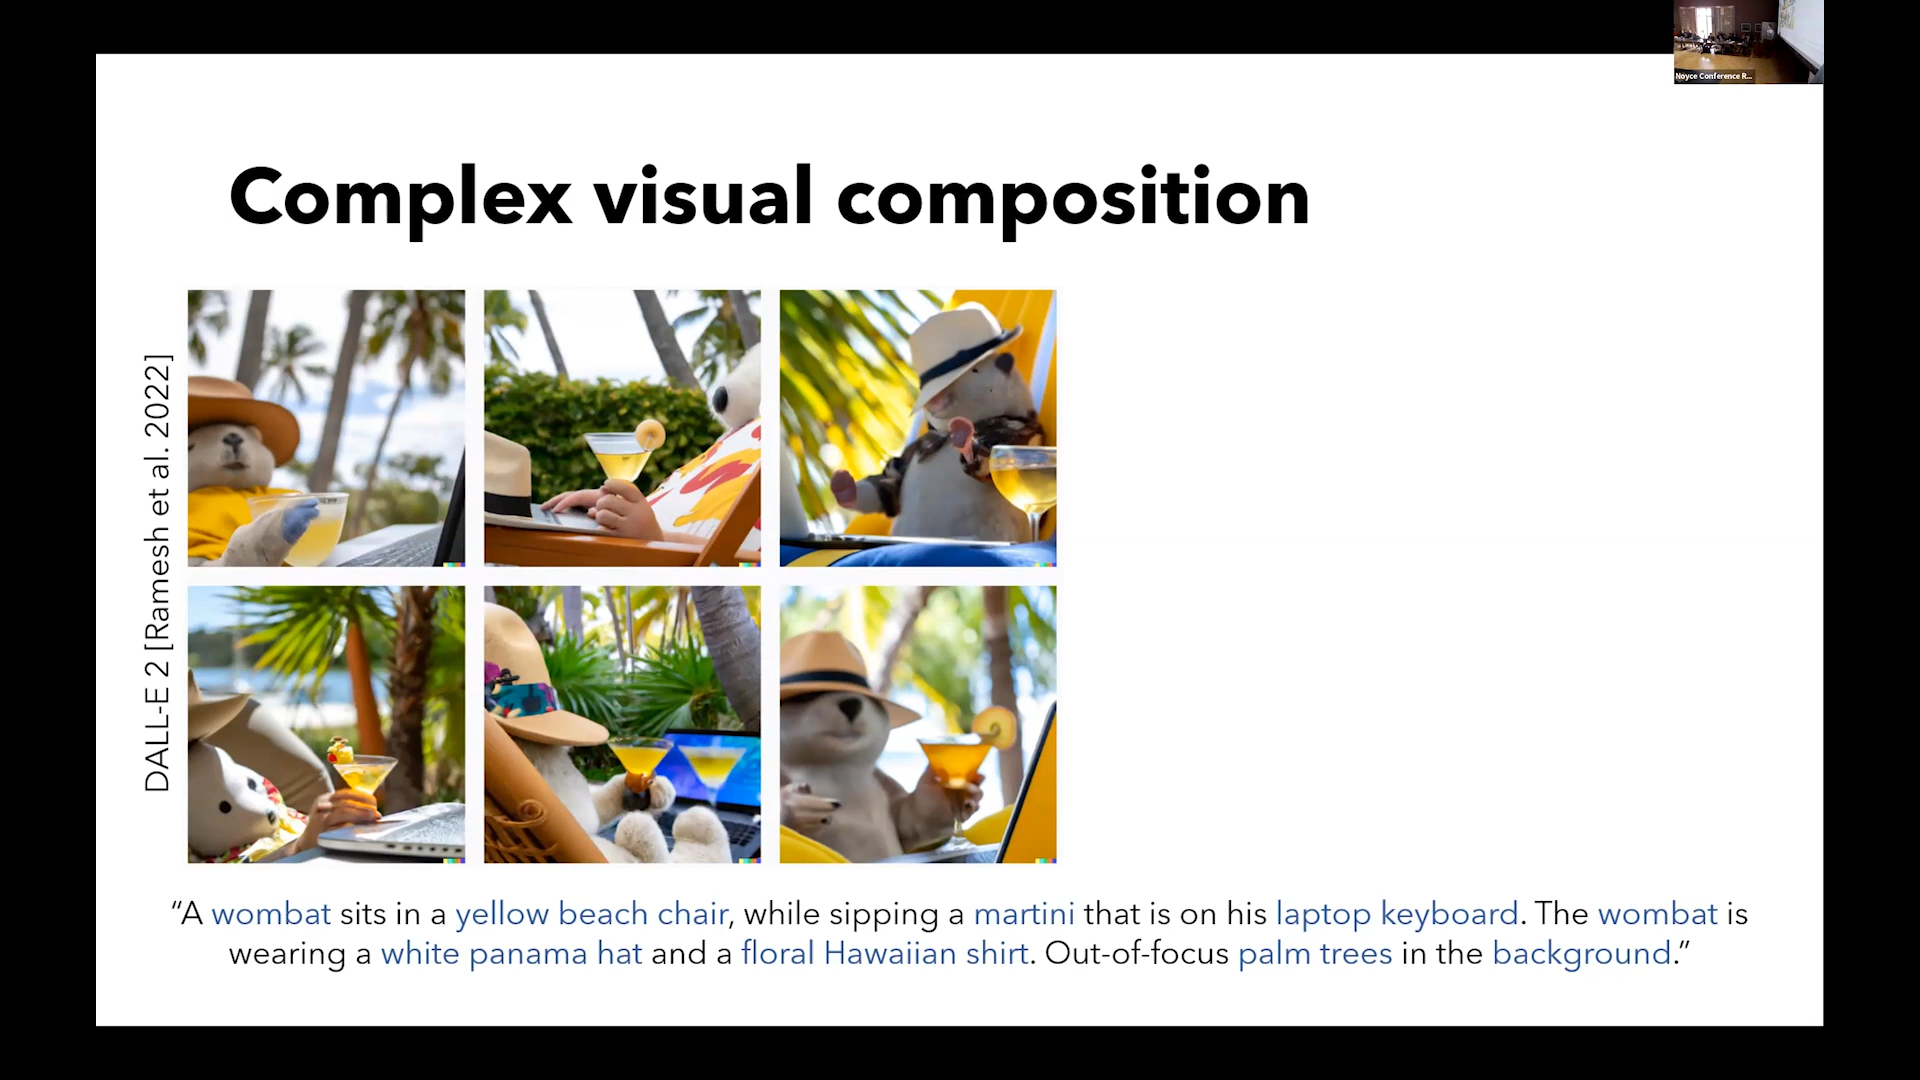 Noyce Conference R...
Complex visual composition
DALL-E 2 [Ramesh et al. 2022]
“A wombat sits in a yellow beach chair, while sipping a martini that is on his laptop keyboard. The wombat is
wearing a white panama hat and a floral Hawaiian shirt. Out-of-focus palm trees in the background.”